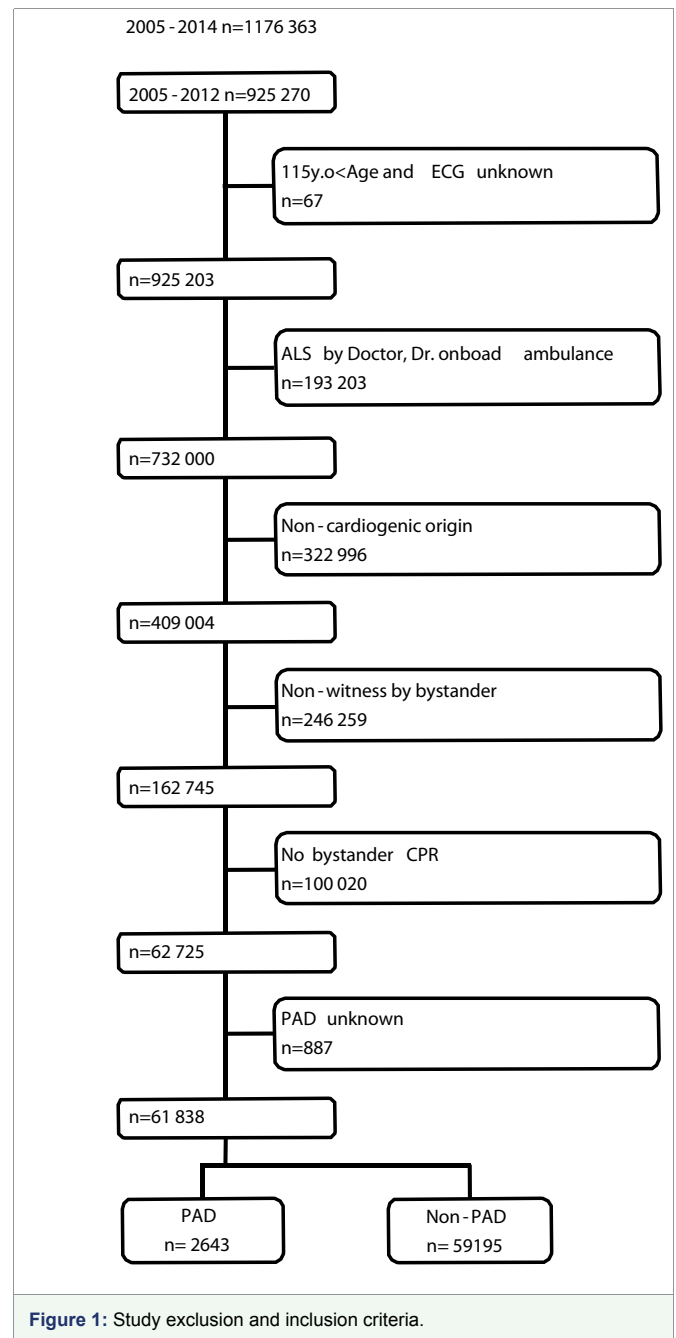 2005 - 2014 n=1176 363
2005 - 2012 n=925 270
115y.o<Age and ECG unknown
n=67
n=925 203
ALS by Doctor, Dr. onboad ambulance
n=193 203
n=732 000
Non - cardiogenic origin
n=322 996
n=409 004
Non - witness by bystander
n=246 259
n=162 745
No bystander CPR
n=100 020
n=62 725
PAD unknown
n=887
n=61 838
PAD
n= 2643
Non - PAD
n= 59195
Figure 1: Study exclusion and inclusion criteria.